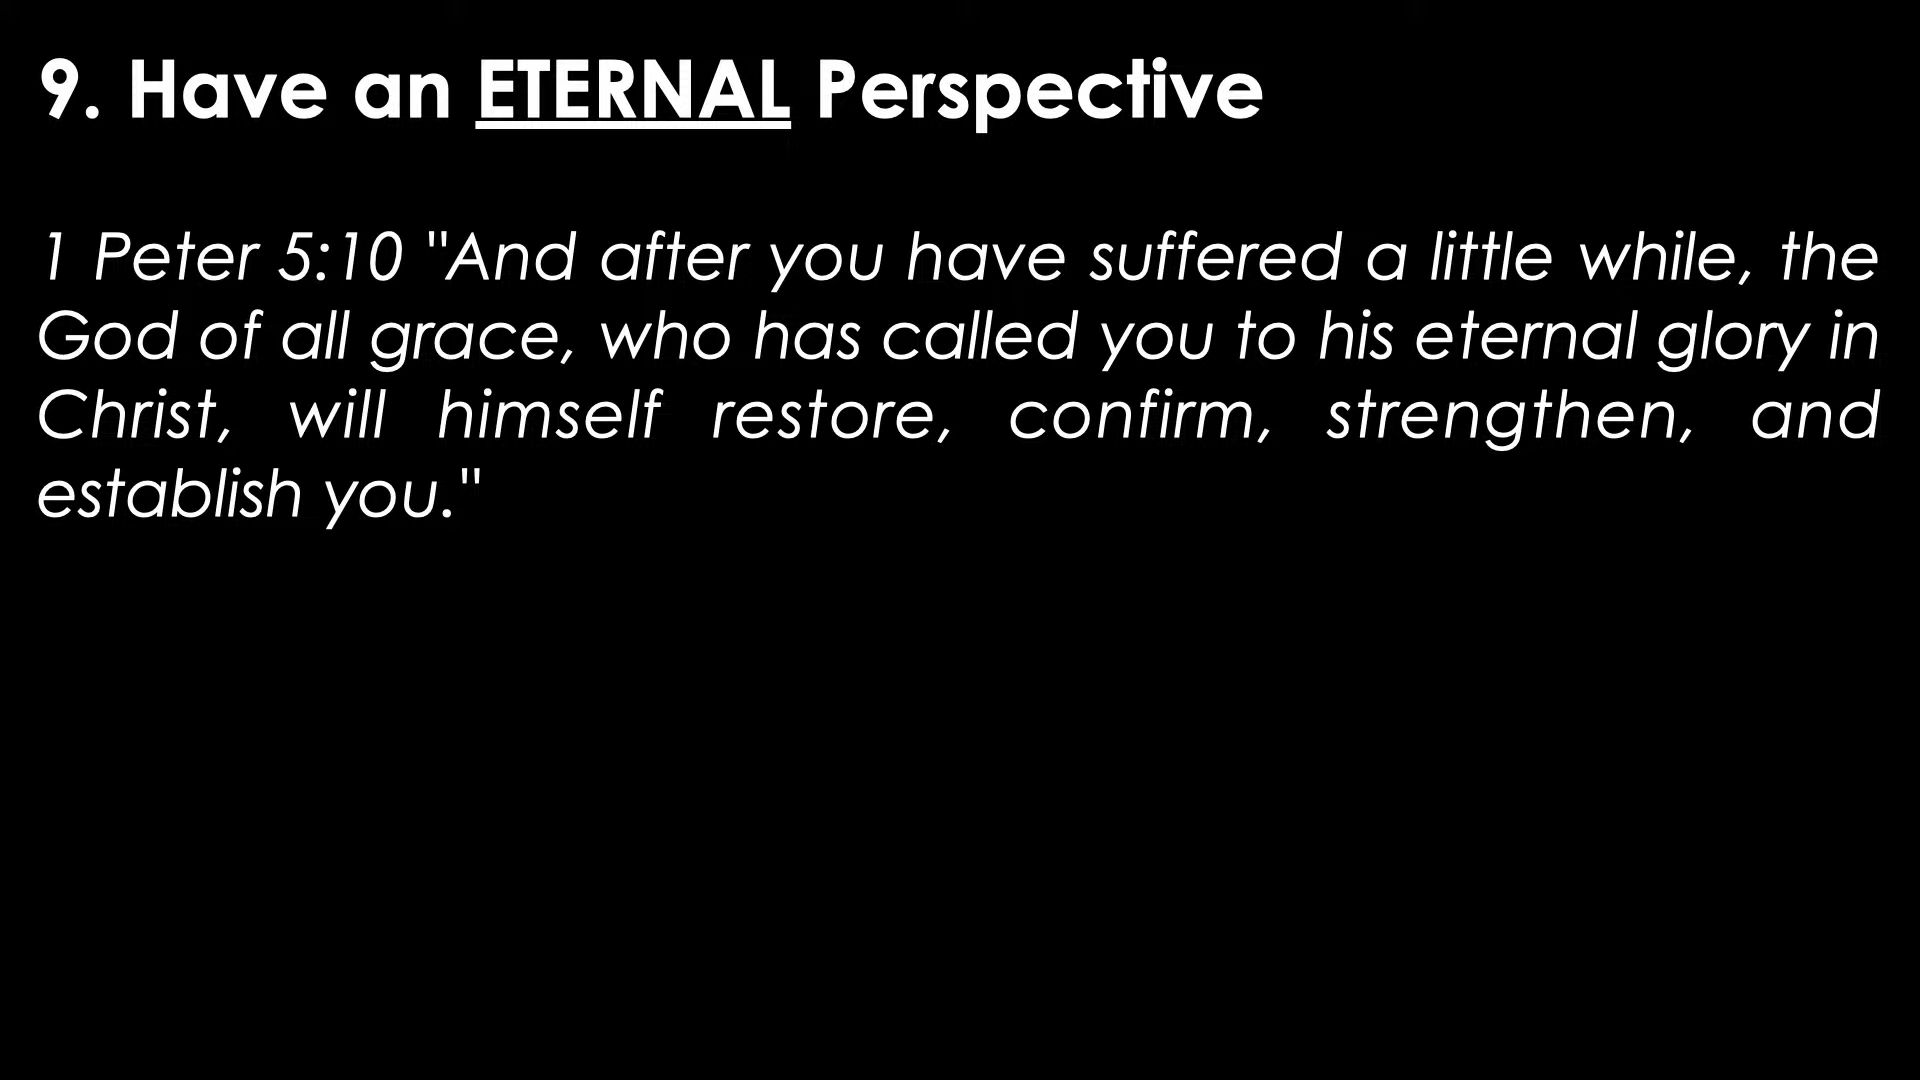 9. Have an ETERNAL Perspective
1 Peter 5:10 "And after you have suffered a little while, the
God of all grace, who has called you to his eternal glory in
Christ, will himself restore, confirm, strengthen, and
establish you."